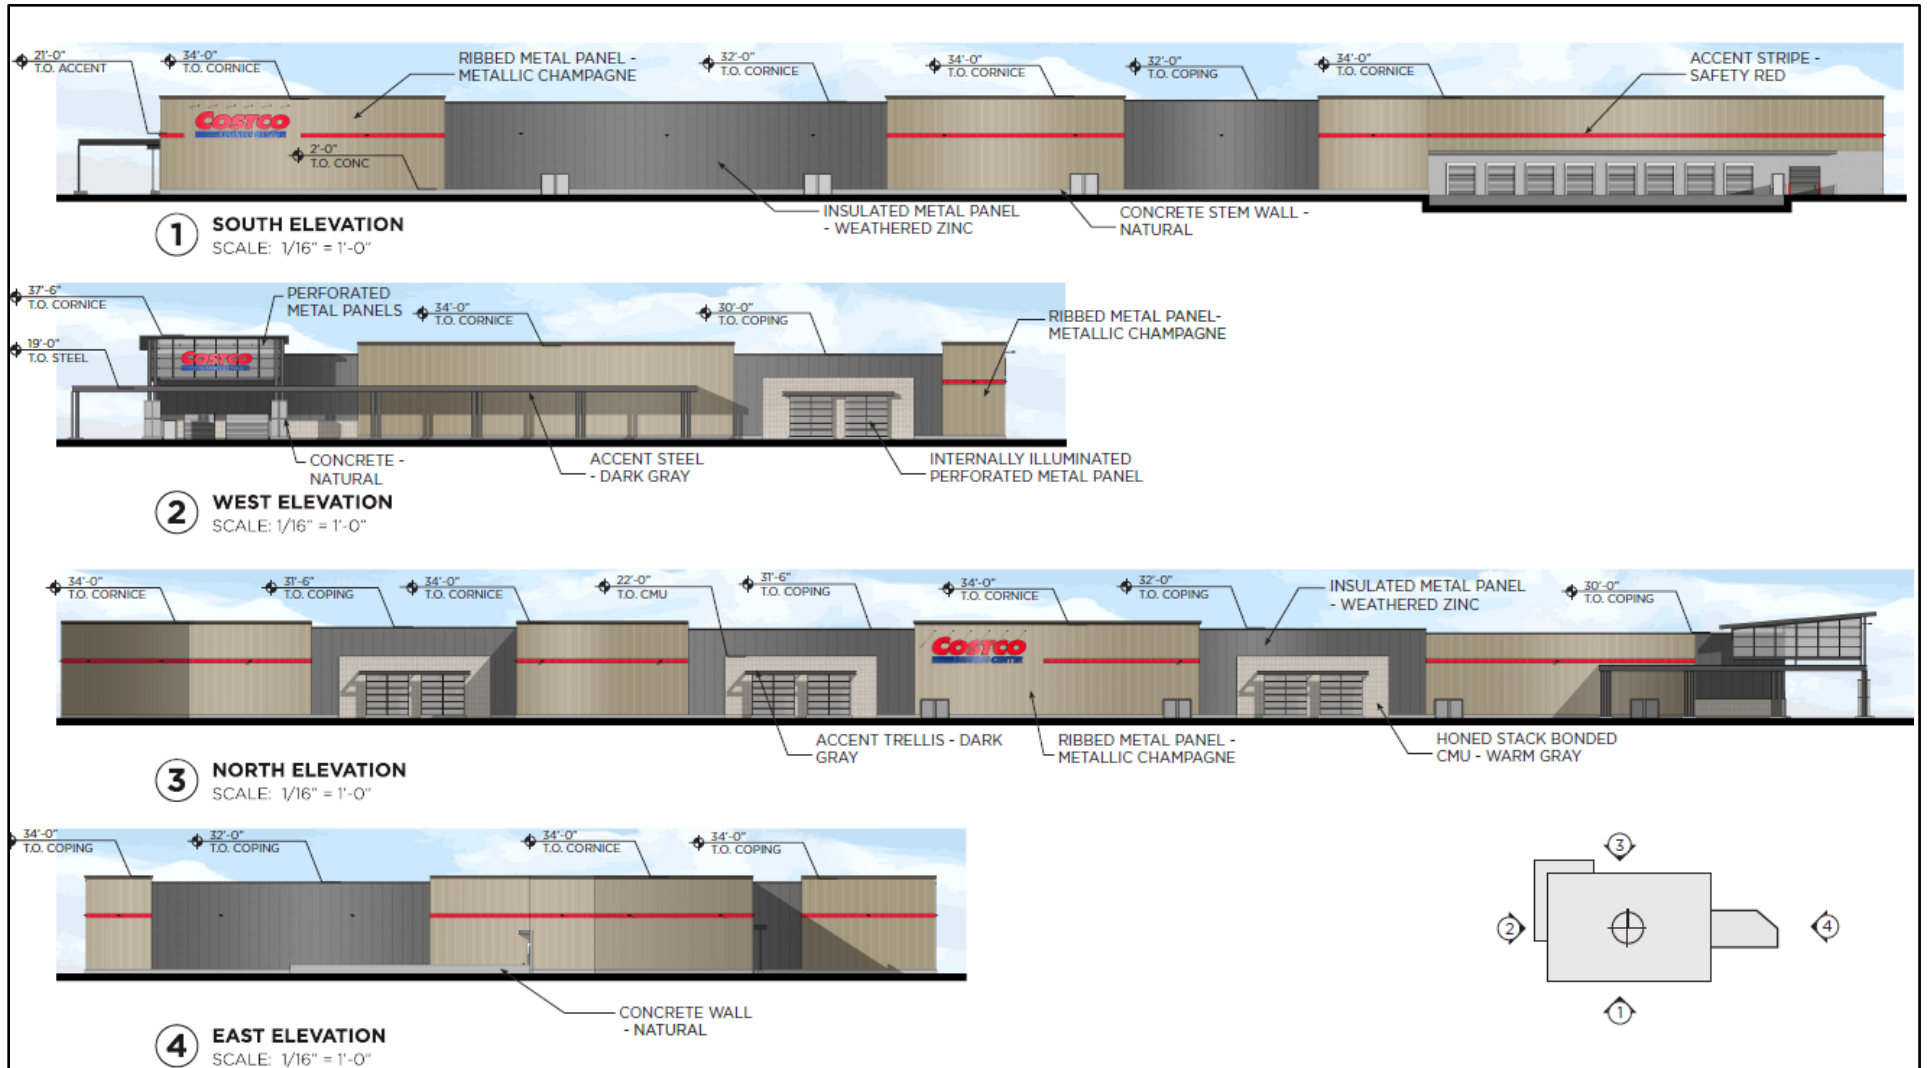 21'-0"
T.O. ACCENT
34'-0"
T.O. CORNICE
RIBBED METAL PANEL -
METALLIC CHAMPAGNE
32'-0"
T.O. CORNICE
34'-0"
T.O. CORNICE
32'-0"
T.O. COPING
34'-0"
T.O. CORNICE
ACCENT STRIPE -
SAFETY RED
COSTCO
2'-0"
T.O. CONC
INSULATED METAL PANEL
- WEATHERED ZINC
CONCRETE STEM WALL -
NATURAL
1
SOUTH ELEVATION
SCALE: 1/16" = 1'-0"
37'-6"
T.O. CORNICE
PERFORATED
METAL PANELS
34'-0"
T.O. CORNICE
30'-0"
T.O. COPING
RIBBED METAL PANEL-
METALLIC CHAMPAGNE
19'-0"
T.O. STEEL
COSTCO
CONCRETE -
NATURAL
ACCENT STEEL
- DARK GRAY
INTERNALLY ILLUMINATED
PERFORATED METAL PANEL
2
WEST ELEVATION
SCALE: 1/16" = 1'-0"
34'-0"
T.O. CORNICE
31'-6"
T.O. COPING
34'-0"
T.O. CORNICE
22'-0"
T.O. CMU
31'-6"
T.O. COPING
34'-0"
T.O. CORNICE
32'-0"
T.O. COPING
INSULATED METAL PANEL
- WEATHERED ZINC
30'-0"
T.O. COPING
COSTCO
CENTER
ACCENT TRELLIS - DARK
GRAY
RIBBED METAL PANEL -
METALLIC CHAMPAGNE
HONED STACK BONDED
CMU - WARM GRAY
3
NORTH ELEVATION
SCALE: 1/16" = 1'-0"
34'-0"
T.O. COPING
32'-0"
T.O. COPING
34'-0"
T.O. CORNICE
34'-0"
T.O. COPING
CONCRETE WALL
- NATURAL
4
EAST ELEVATION
SCALE: 1/16" = 1'-0"
3
2
4
1